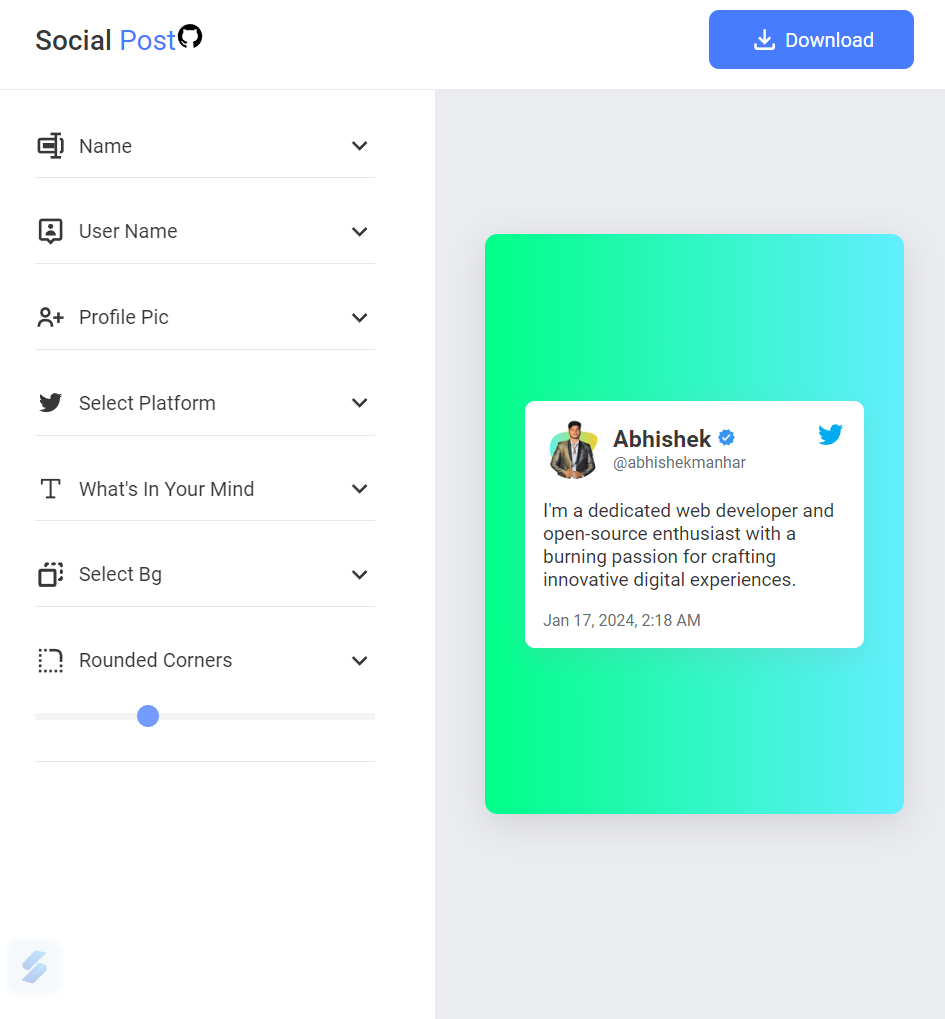 Social Post
Download
Name
User Name
Profile Pic
Select Platform
What's In Your Mind
Select Bg
Rounded Corners
Abhishek
@abhishekmanhar
I'm a dedicated web developer and
open-source enthusiast with a
burning passion for crafting
innovative digital experiences.
Jan 17, 2024, 2:18 AM